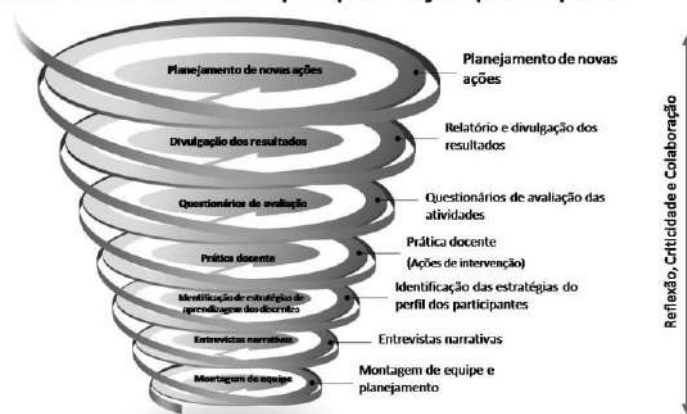 Planejamento de novas ações
Planejamento de novas
ações
Divulgação dos resultados
Relatório e divulgação dos
resultados
Questionários de avaliação
Questionários de avaliação das
atividades
Prática docente
Prática docente
(Ações de intervenção)
Identificação de estratégias de
aprendizagem dos discentes
Identificação das estratégias do
perfil dos participantes
Entrevistas narrativas
Entrevistas narrativas
Montagem de equipe
Montagem de equipe e
planejamento
Reflexão, Criticidade e Colaboração